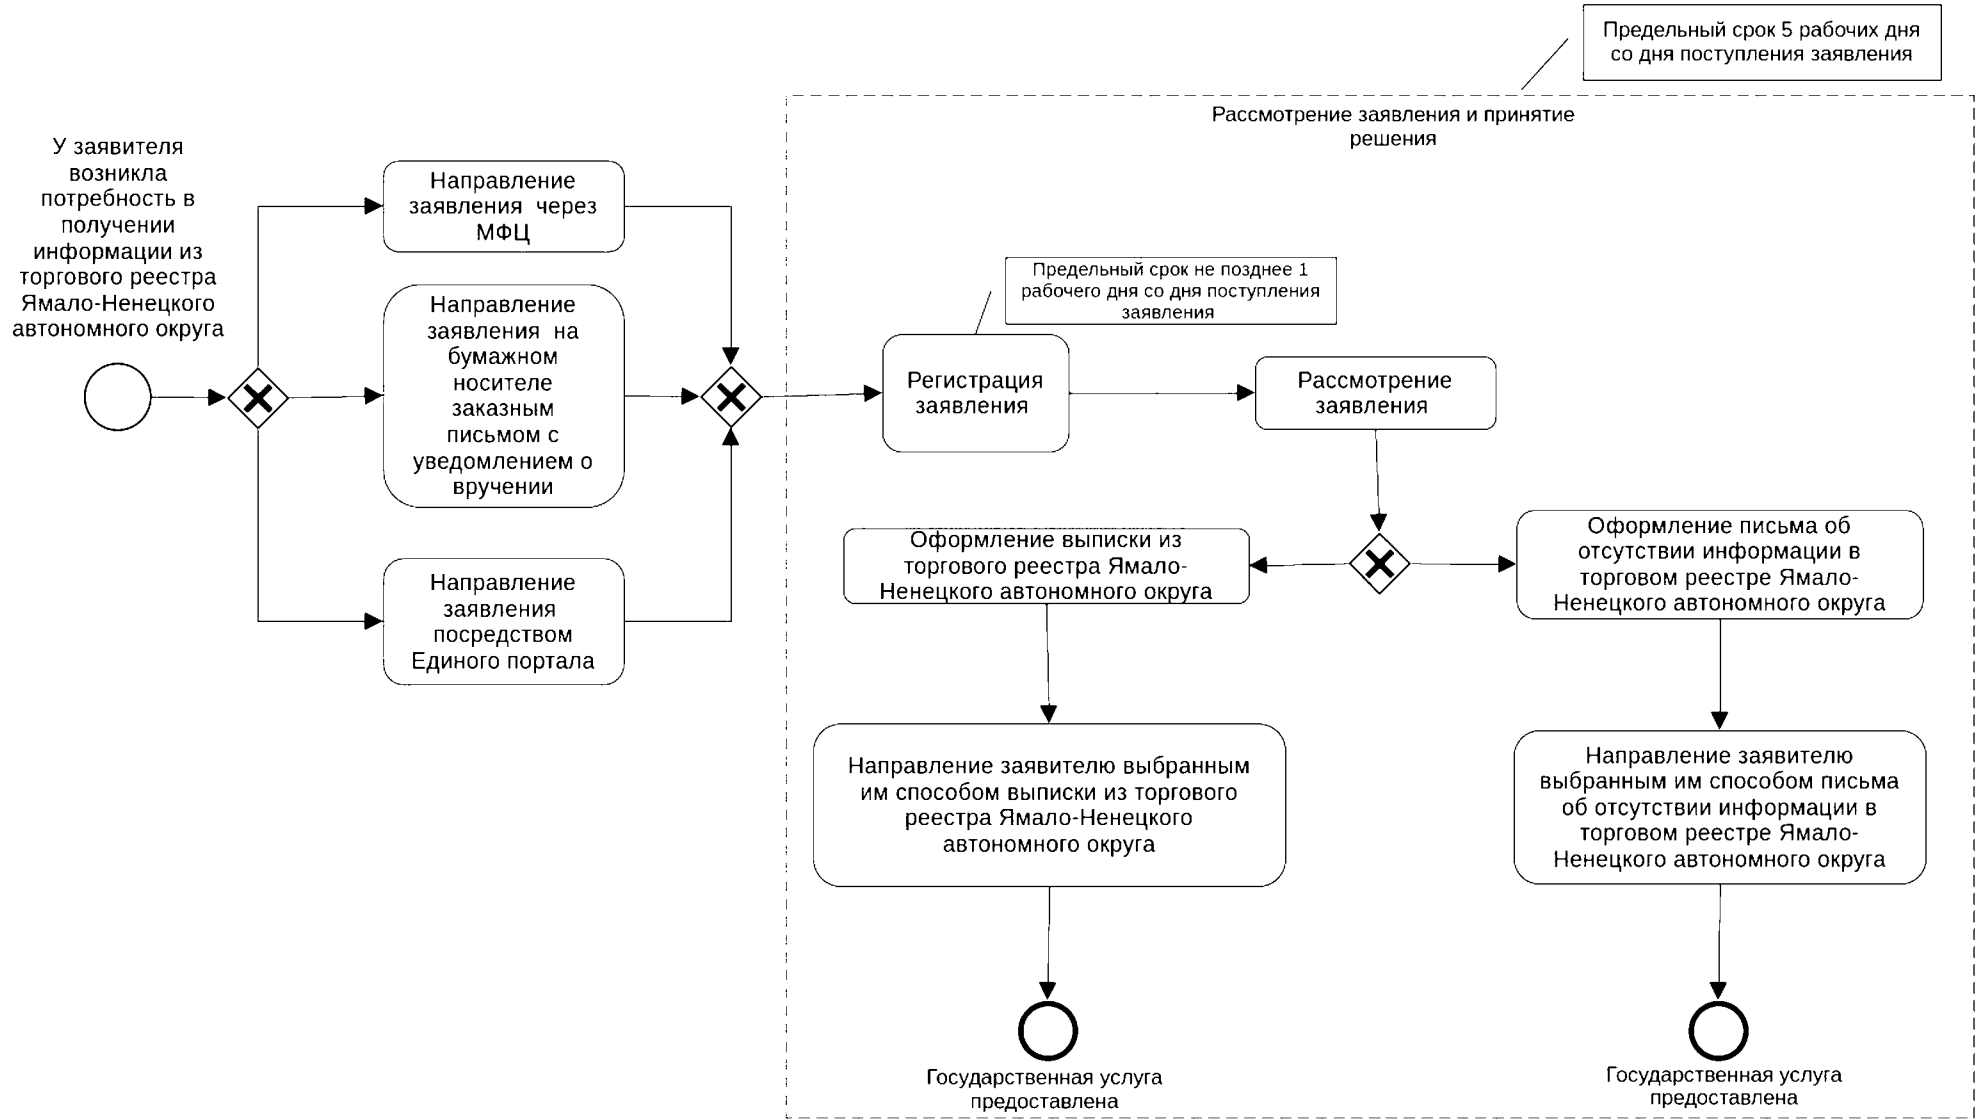 Предельный срок 5 рабочих дня
со дня поступления заявления
Рассмотрение заявления и принятие
решения
У заявителя
возникла
потребность в
получении
информации из
торгового реестра
Ямало-Ненецкого
автономного округа
Направление
заявления через
МФЦ
Направление
заявления на
бумажном
носителе
заказным
письмом с
уведомлением о
вручении
Направление
заявления
посредством
Единого портала
Предельный срок не позднее 1
рабочего дня со дня поступления
заявления
Регистрация
заявления
Рассмотрение
заявления
Оформление выписки из
торгового реестра Ямало-
Ненецкого автономного округа
Оформление письма об
отсутствии информации в
торговом реестре Ямало-
Ненецкого автономного округа
Направление заявителю выбранным
им способом выписки из торгового
реестра Ямало-Ненецкого
автономного округа
Направление заявителю
выбранным им способом письма
об отсутствии информации в
торговом реестре Ямало-
Ненецкого автономного округа
Государственная услуга
предоставлена
Государственная услуга
предоставлена